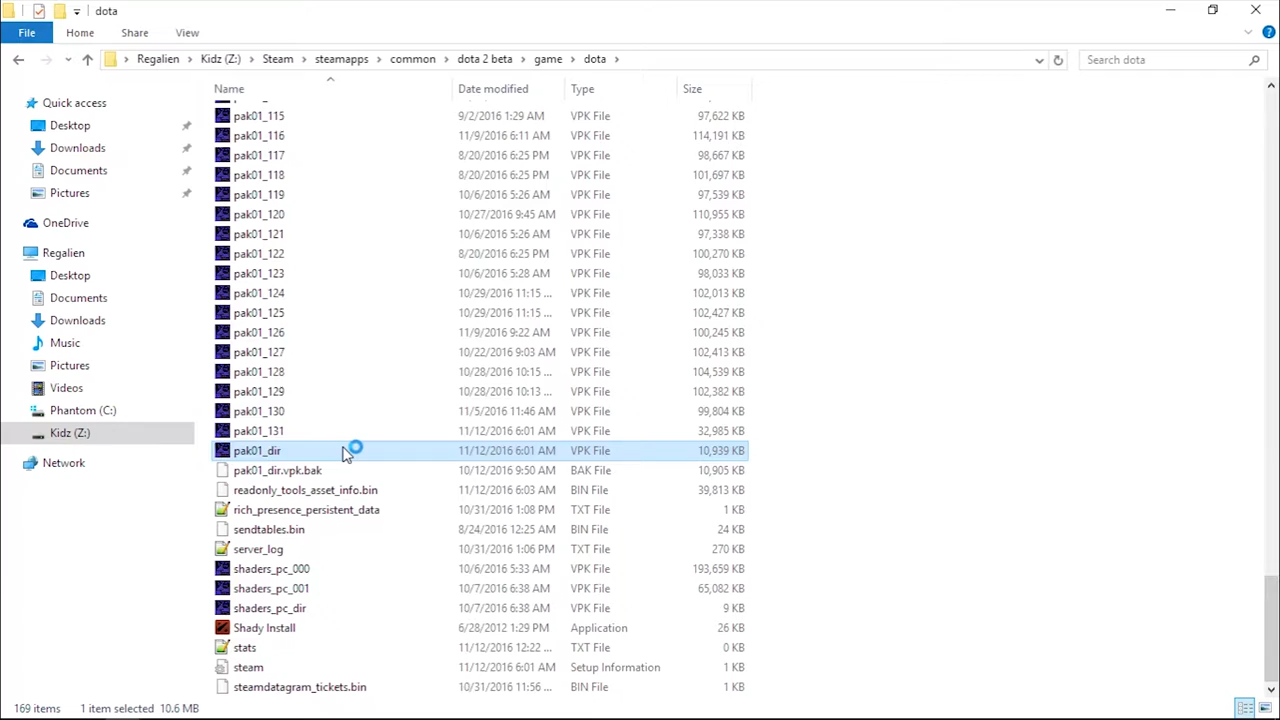 dota
File Home Share View
Regalien Kidz (Z:) Steam steamapps common dota 2 beta game dota Search dota
Name Date modified Type Size
Quick access
Desktop
Downloads
Documents
Pictures
OneDrive
Regalien
Desktop
Documents
Downloads
Music
Pictures
Videos
Phantom (C:)
Kidz (Z:)
Network
pak01_115 9/2/2016 1:29 AM VPK File 97,622 KB
pak01_116 11/9/2016 6:11 AM VPK File 114,191 KB
pak01_117 8/20/2016 6:25 PM VPK File 98,667 KB
pak01_118 8/20/2016 6:25 PM VPK File 101,697 KB
pak01_119 10/6/2016 5:26 AM VPK File 97,539 KB
pak01_120 10/27/2016 9:45 AM VPK File 110,955 KB
pak01_121 10/6/2016 5:26 AM VPK File 97,338 KB
pak01_122 8/20/2016 6:25 PM VPK File 100,270 KB
pak01_123 10/6/2016 5:28 AM VPK File 98,033 KB
pak01_124 10/29/2016 11:15 ... VPK File 102,013 KB
pak01_125 10/29/2016 11:15 ... VPK File 102,427 KB
pak01_126 11/9/2016 9:22 AM VPK File 100,245 KB
pak01_127 10/22/2016 9:03 AM VPK File 102,413 KB
pak01_128 10/28/2016 10:15 ... VPK File 104,539 KB
pak01_129 10/28/2016 10:13 ... VPK File 102,382 KB
pak01_130 11/5/2016 11:46 AM VPK File 99,804 KB
pak01_131 11/12/2016 6:01 AM VPK File 32,985 KB
pak01_dir 11/12/2016 6:01 AM VPK File 10,939 KB
pak01_dir.vpk.bak 10/12/2016 9:50 AM BAK File 10,905 KB
readonly_tools_asset_info.bin 11/12/2016 6:03 AM BIN File 39,813 KB
rich_presence_persistent_data 10/31/2016 1:08 PM TXT File 1 KB
sendtables.bin 8/24/2016 12:25 AM BIN File 24 KB
server_log 10/31/2016 1:06 PM TXT File 270 KB
shaders_pc_000 10/6/2016 5:33 AM VPK File 193,659 KB
shaders_pc_001 10/7/2016 6:38 AM VPK File 65,082 KB
shaders_pc_dir 10/7/2016 6:38 AM VPK File 9 KB
Shady Install 6/28/2012 1:29 PM Application 26 KB
stats 11/12/2016 12:22 ... TXT File 0 KB
steam 11/12/2016 6:01 AM Setup Information 1 KB
steamdatagram_tickets.bin 10/31/2016 11:56 ... BIN File 1 KB
169 items 1 item selected 10.6 MB